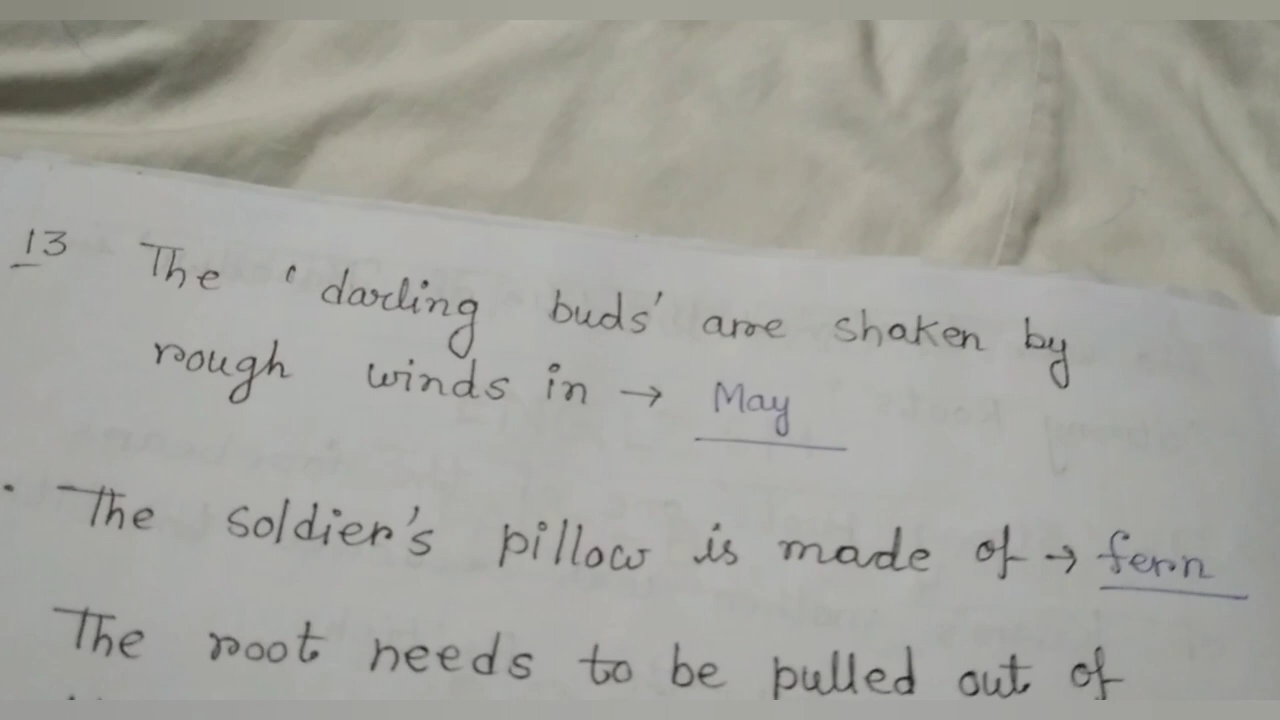 13 The 'darling buds' are shaken by
rough winds in → May
. The soldier's pillow is made of → fern
The root needs to be pulled out of